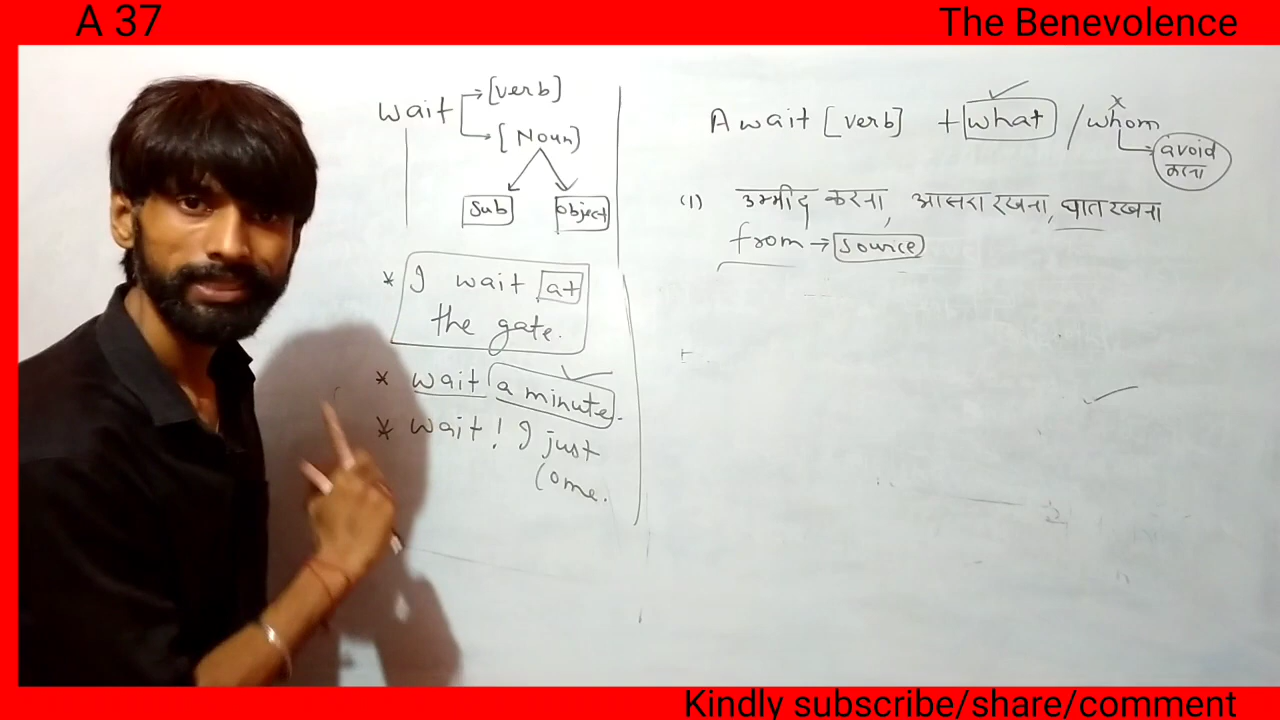 A 37
The Benevolence
wait [verb]
[Noun]
Sub object
* I wait at
the gate.
* wait a minute.
* wait! I just
Come.
Await [verb] + what / whom
avoid
करना
(1) उम्मीद करना, आसरा रखना, घात रखना
from → source
Kindly subscribe/share/comment